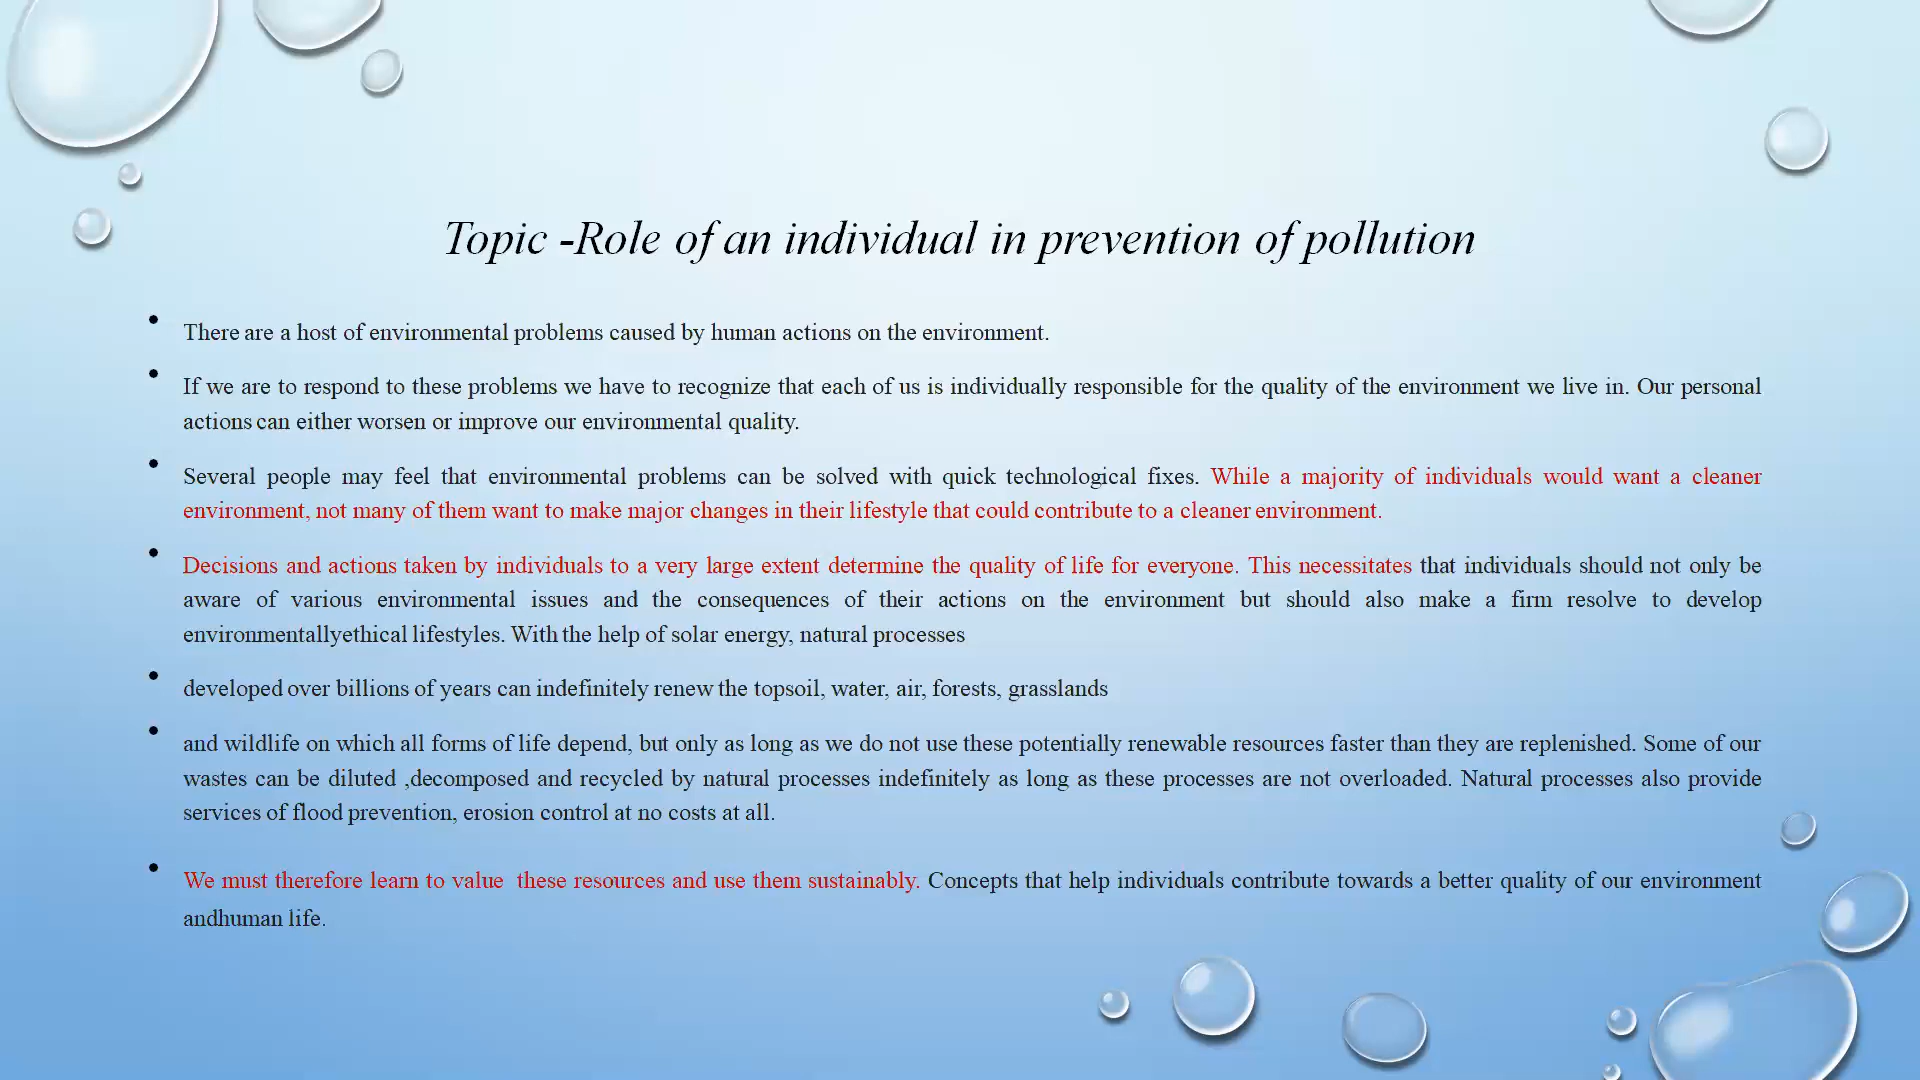 Topic -Role of an individual in prevention of pollution
• There are a host of environmental problems caused by human actions on the environment.
• If we are to respond to these problems we have to recognize that each of us is individually responsible for the quality of the environment we live in. Our personal
actions can either worsen or improve our environmental quality.
• Several people may feel that environmental problems can be solved with quick technological fixes. While a majority of individuals would want a cleaner
environment, not many of them want to make major changes in their lifestyle that could contribute to a cleaner environment.
• Decisions and actions taken by individuals to a very large extent determine the quality of life for everyone. This necessitates that individuals should not only be
aware of various environmental issues and the consequences of their actions on the environment but should also make a firm resolve to develop
environmentallyethical lifestyles. With the help of solar energy, natural processes
• developed over billions of years can indefinitely renew the topsoil, water, air, forests, grasslands
• and wildlife on which all forms of life depend, but only as long as we do not use these potentially renewable resources faster than they are replenished. Some of our
wastes can be diluted ,decomposed and recycled by natural processes indefinitely as long as these processes are not overloaded. Natural processes also provide
services of flood prevention, erosion control at no costs at all.
• We must therefore learn to value these resources and use them sustainably. Concepts that help individuals contribute towards a better quality of our environment
andhuman life.